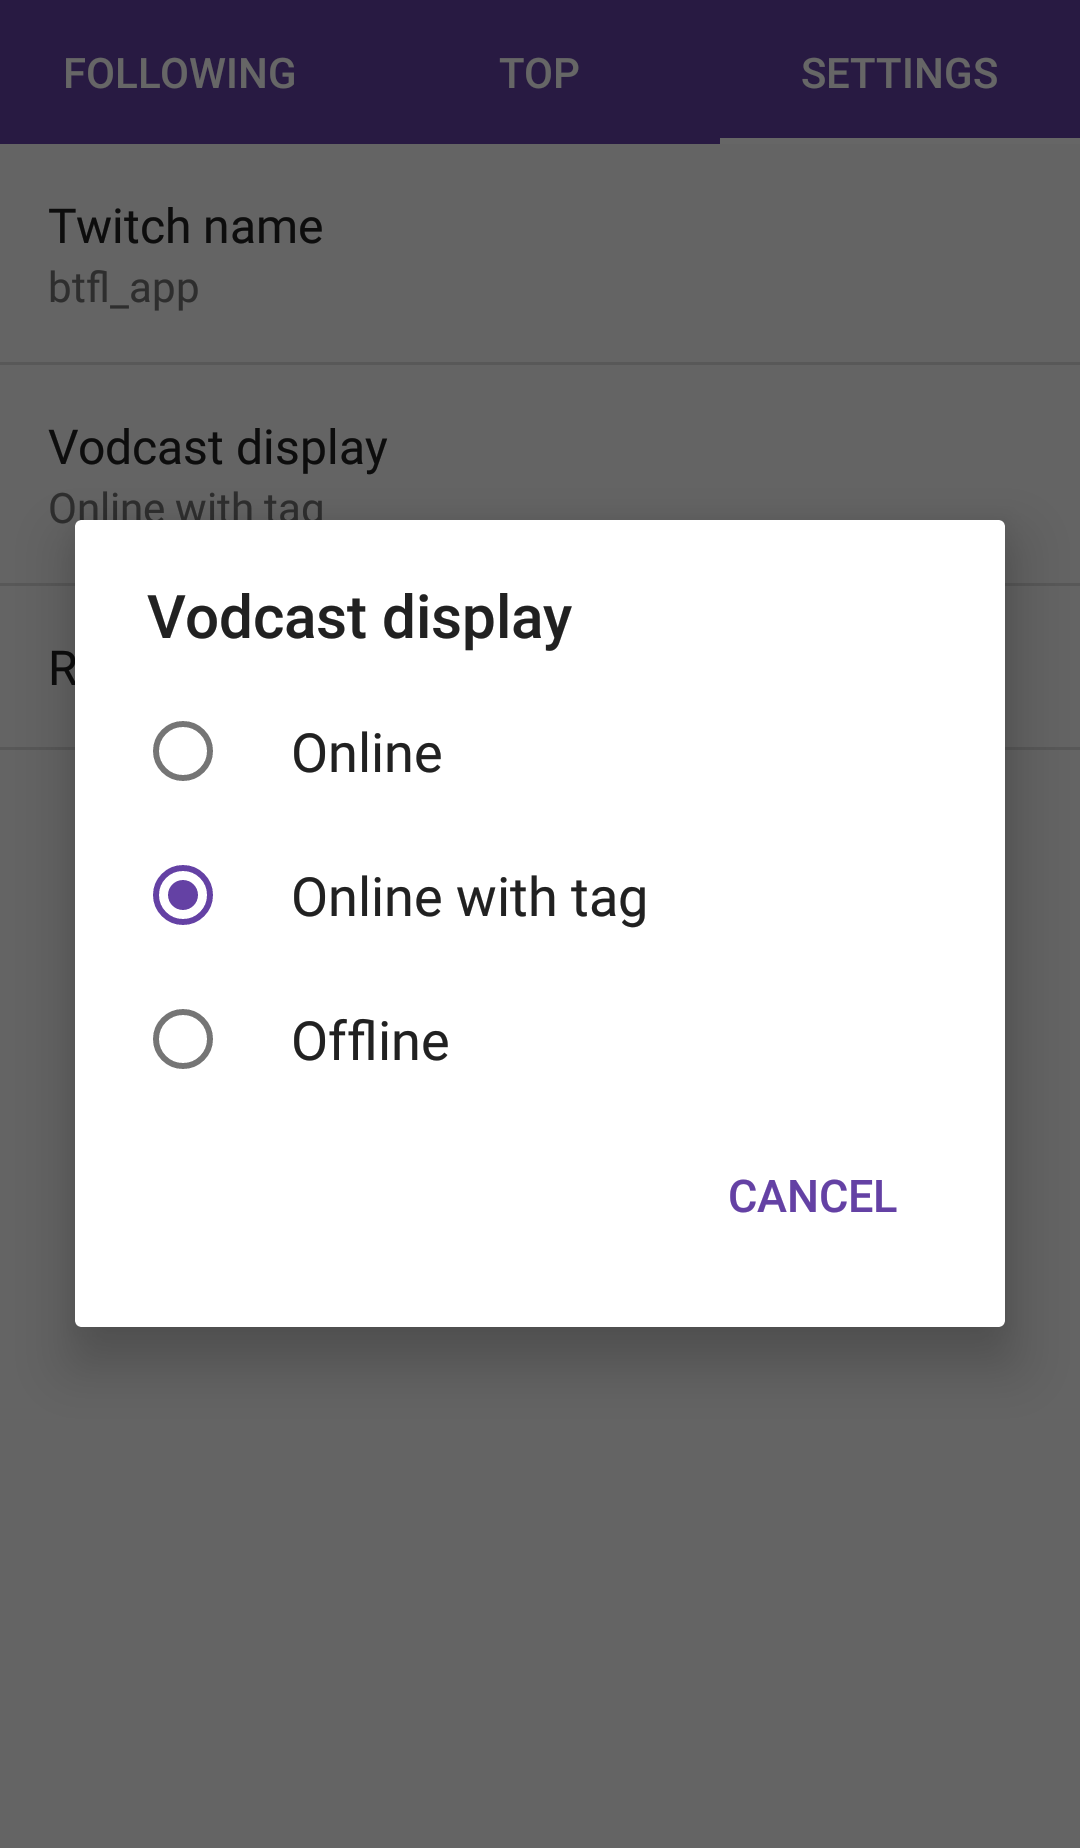 FOLLOWING TOP SETTINGS
Twitch name
btfl_app
Vodcast display
Online with tag
Vodcast display
Online
Online with tag
Offline
CANCEL